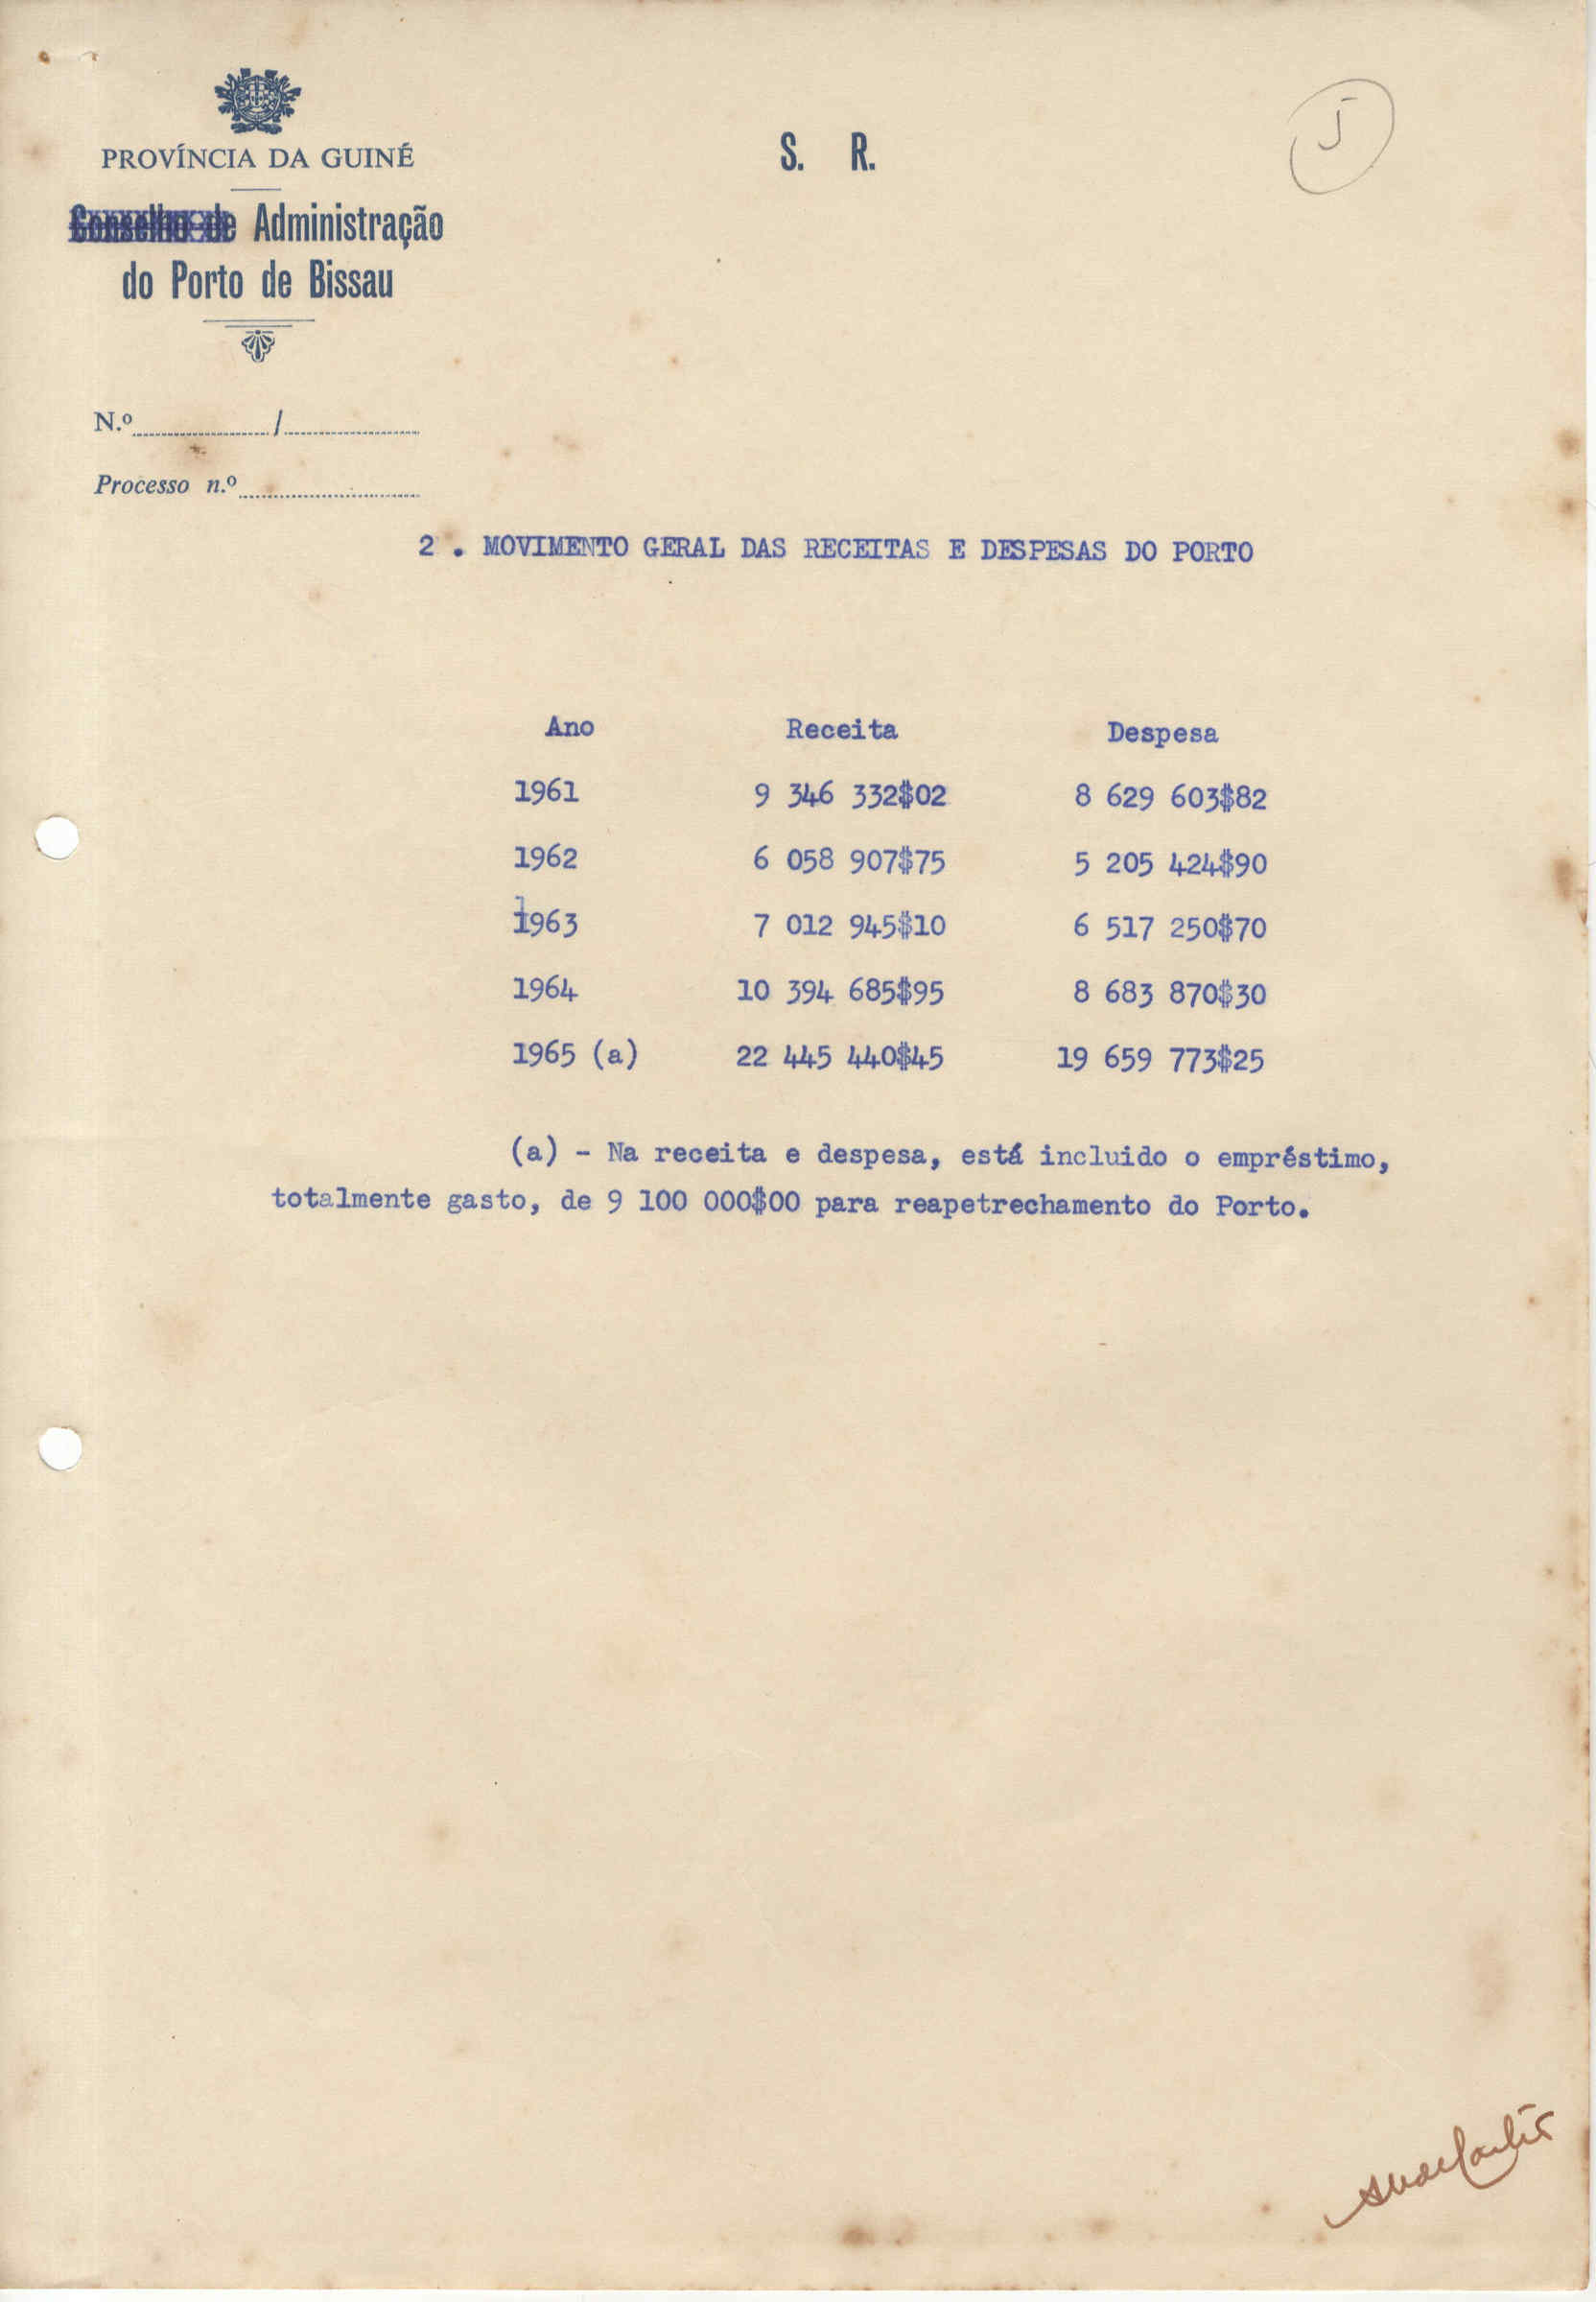 S. R.
5
PROVÍNCIA DA GUINÉ
Conselho de Administração
do Porto de Bissau
N.º / 
Processo n.º
2 . MOVIMENTO GERAL DAS RECEITAS E DESPESAS DO PORTO
Ano Receita Despesa
1961 9 346 332$02 8 629 603$82
1962 6 058 907$75 5 205 424$90
1963 7 012 945$10 6 517 250$70
1964 10 394 685$95 8 683 870$30
1965 (a) 22 445 440$45 19 659 773$25
(a) - Na receita e despesa, está incluido o empréstimo,
totalmente gasto, de 9 100 000$00 para reapetrechamento do Porto.